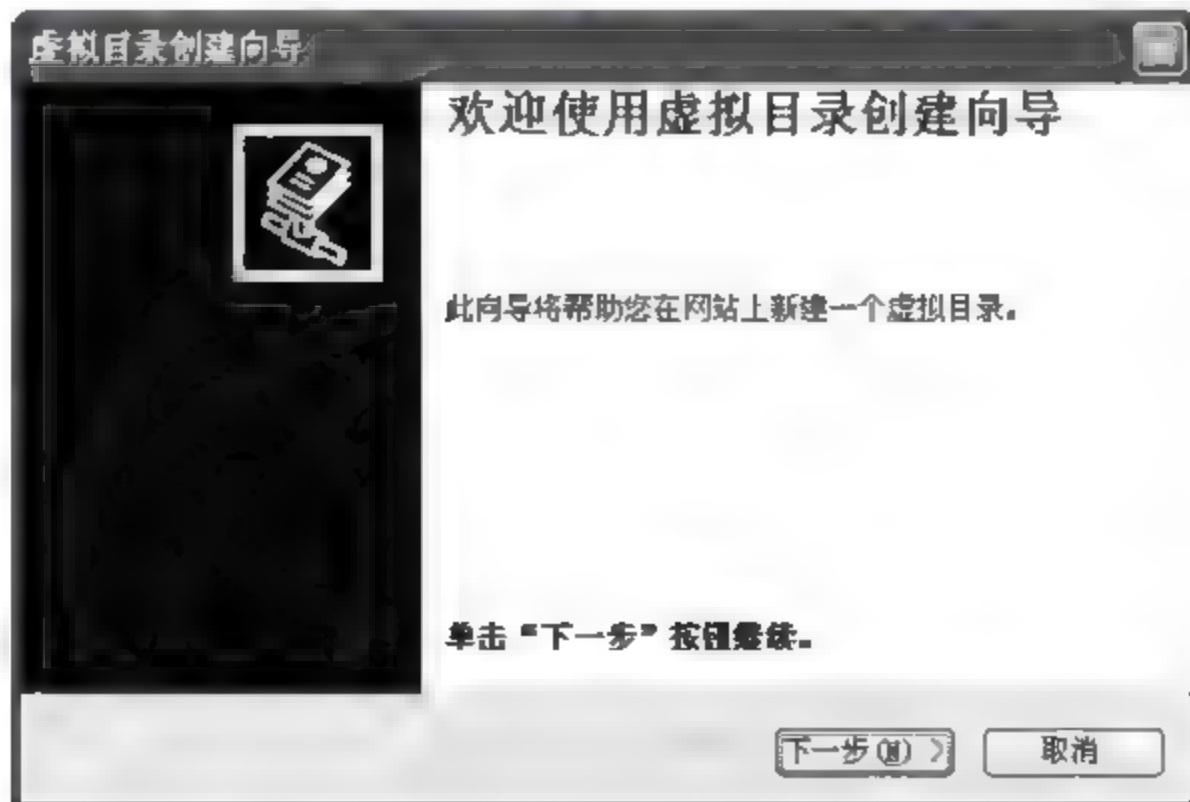 虚拟目录创建向导
欢迎使用虚拟目录创建向导
此向导将帮助您在网站上新建一个虚拟目录。
单击“下一步”按钮继续。
下一步(N) >
取消